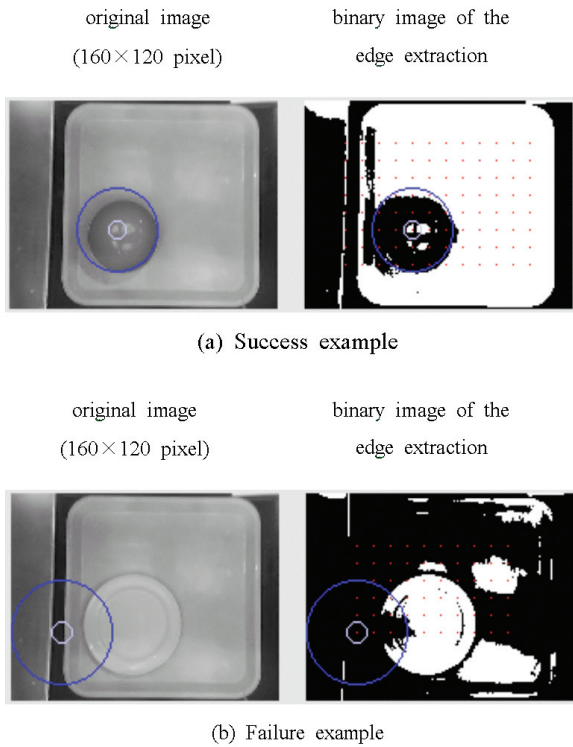 original image
(160×120 pixel)
binary image of the
edge extraction
(a) Success example
original image
(160×120 pixel)
binary image of the
edge extraction
(b) Failure example